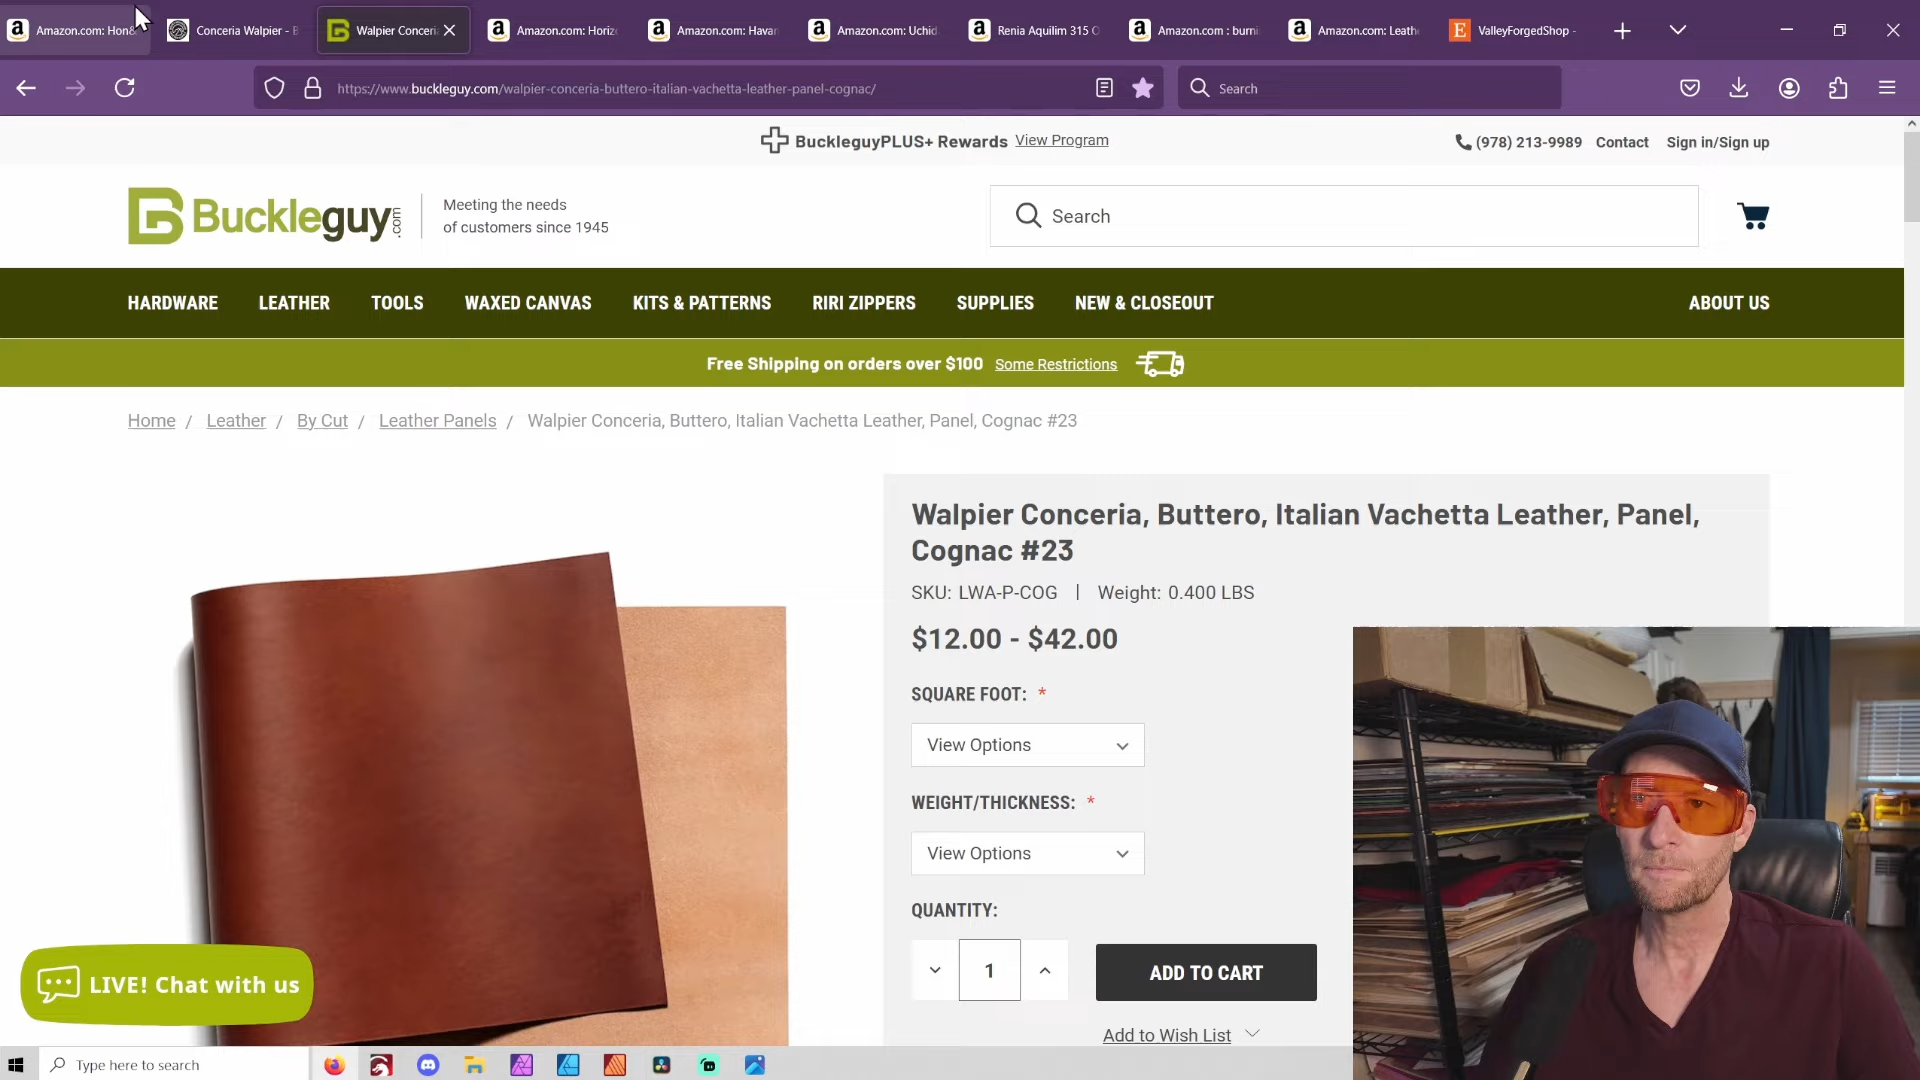 Amazon.com: Hon
Conceria Walpier - B
Walpier Conceri
Amazon.com: Horiz
Amazon.com: Havan
Amazon.com: Uchid
Renia Aquilim 315 O
Amazon.com : burni
Amazon.com: Leath
ValleyForgedShop -
https://www.buckleguy.com/walpier-conceria-buttero-italian-vachetta-leather-panel-cognac/
Search
BuckleguyPLUS+ Rewards View Program
(978) 213-9989 Contact Sign in/Sign up
Buckleguy.com
Meeting the needs
of customers since 1945
Search
HARDWARE LEATHER TOOLS WAXED CANVAS KITS & PATTERNS RIRI ZIPPERS SUPPLIES NEW & CLOSEOUT ABOUT US
Free Shipping on orders over $100 Some Restrictions
Home / Leather / By Cut / Leather Panels / Walpier Conceria, Buttero, Italian Vachetta Leather, Panel, Cognac #23
Walpier Conceria, Buttero, Italian Vachetta Leather, Panel,
Cognac #23
SKU: LWA-P-COG | Weight: 0.400 LBS
$12.00 - $42.00
SQUARE FOOT: *
View Options
WEIGHT/THICKNESS: *
View Options
QUANTITY:
1
ADD TO CART
Add to Wish List
LIVE! Chat with us
Type here to search